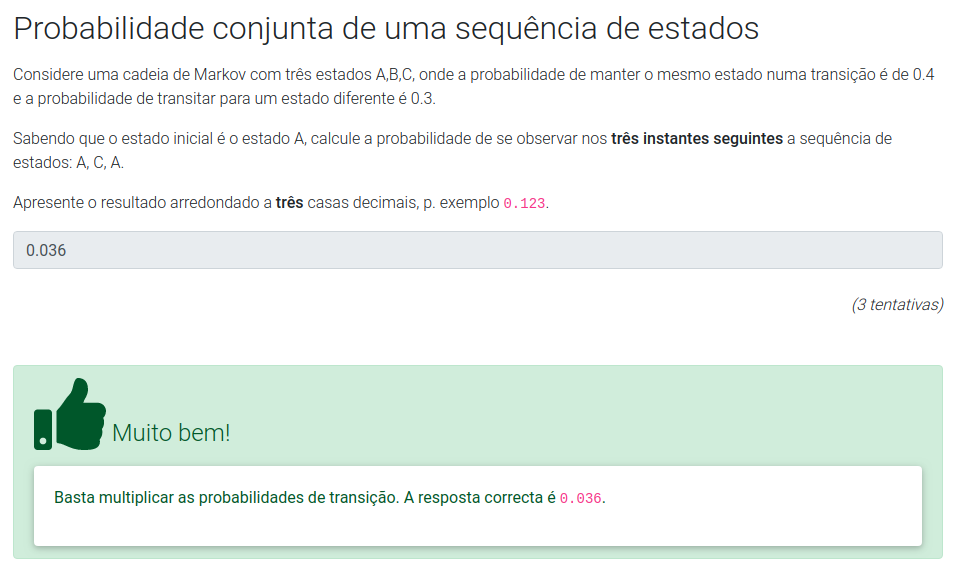 Probabilidade conjunta de uma sequência de estados
Considere uma cadeia de Markov com três estados A,B,C, onde a probabilidade de manter o mesmo estado numa transição é de 0.4
e a probabilidade de transitar para um estado diferente é 0.3.
Sabendo que o estado inicial é o estado A, calcule a probabilidade de se observar nos três instantes seguintes a sequência de
estados: A, C, A.
Apresente o resultado arredondado a três casas decimais, p. exemplo 0.123.
0.036
(3 tentativas)
Muito bem!
Basta multiplicar as probabilidades de transição. A resposta correcta é 0.036.